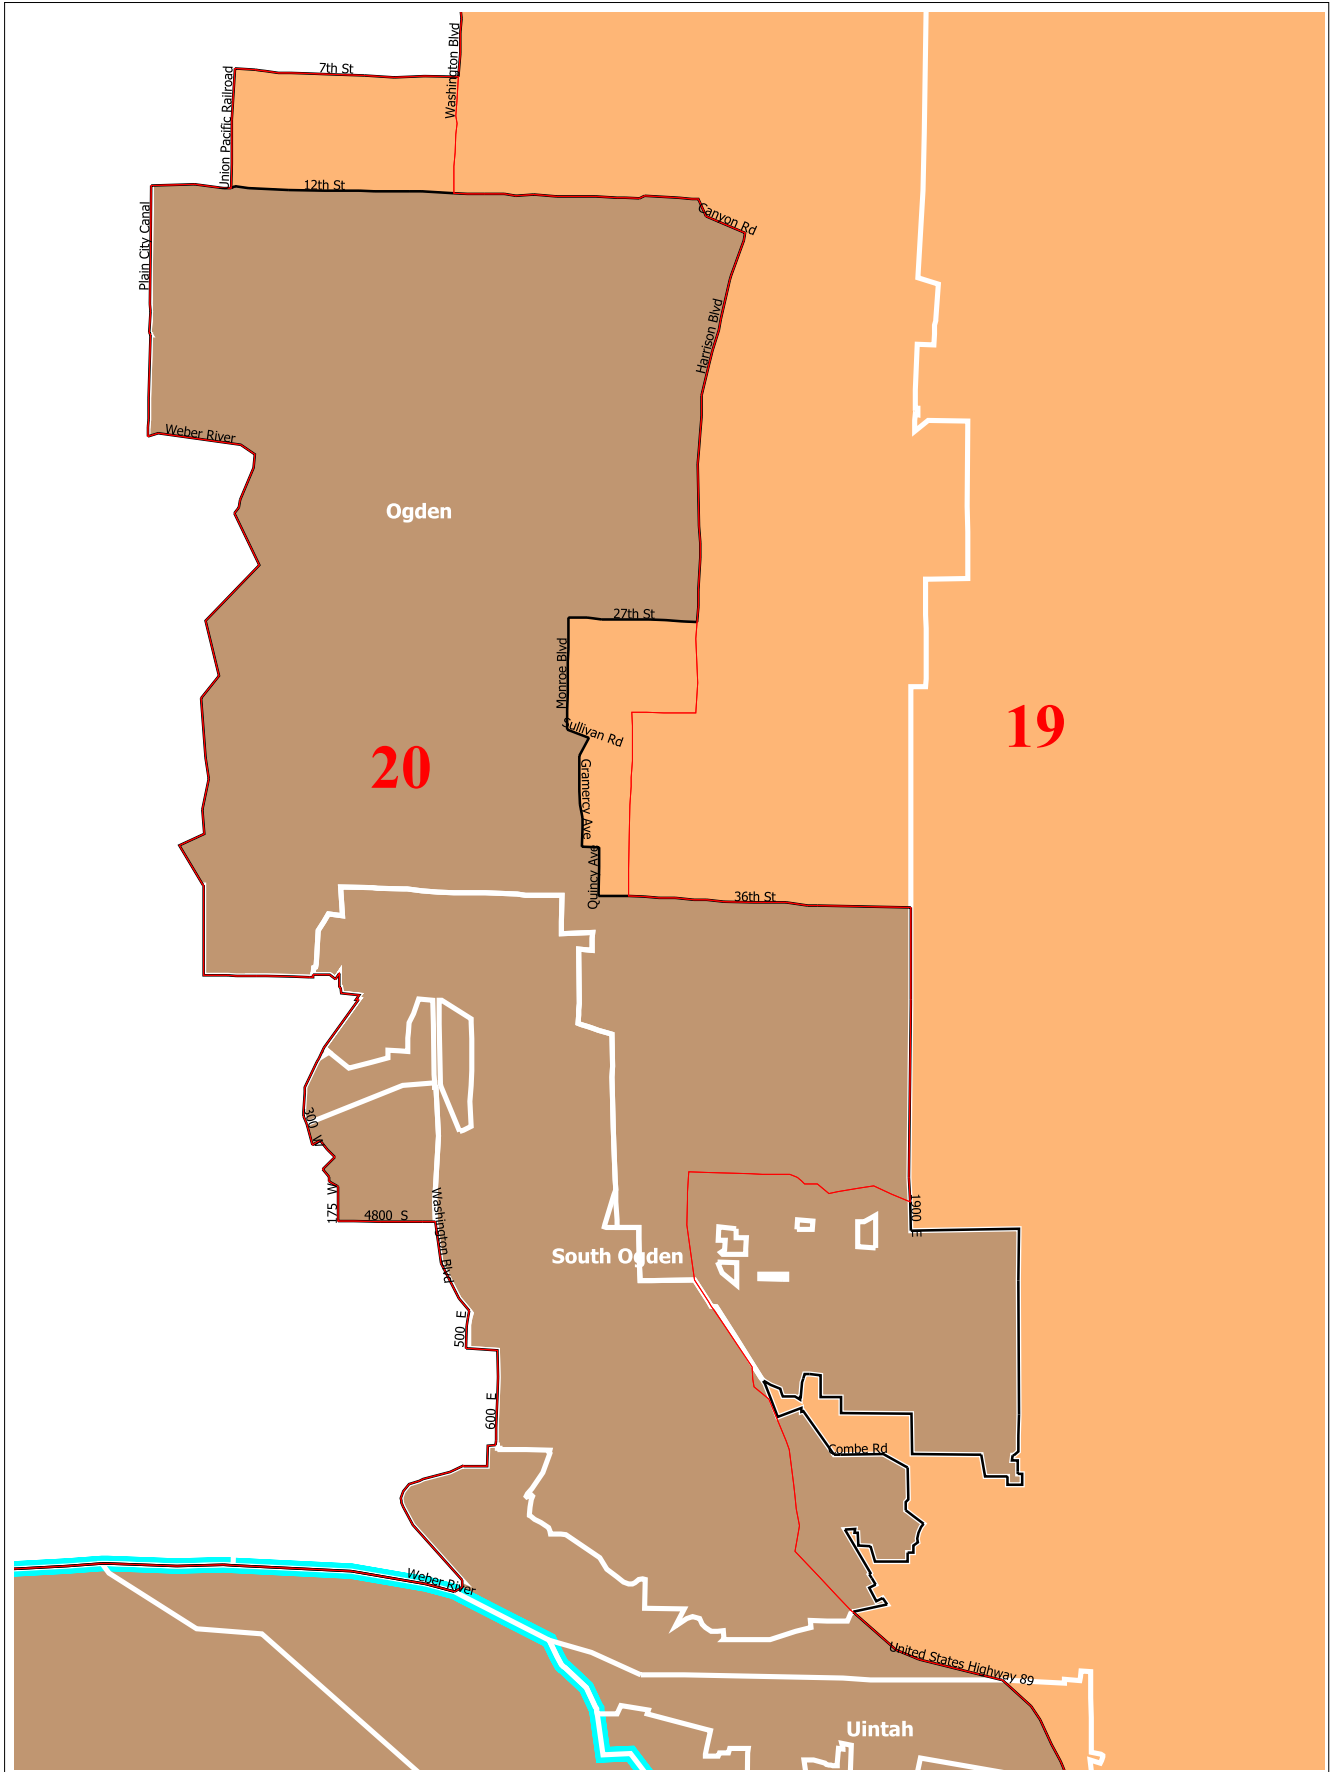 Washington Blvd
7th St
Union Pacific Railroad
12th St
Plain City Canal
Canyon Rd
Harrison Blvd
Weber River
Ogden
27th St
Monroe Blvd
Sullivan Rd
19
20
Gramercy Ave
Quincy Ave
36th St
300 W
175 W
4800 S
Washington Blvd
1900 E
South Ogden
500 E
600 E
Combe Rd
Weber River
United States Highway 89
Uintah